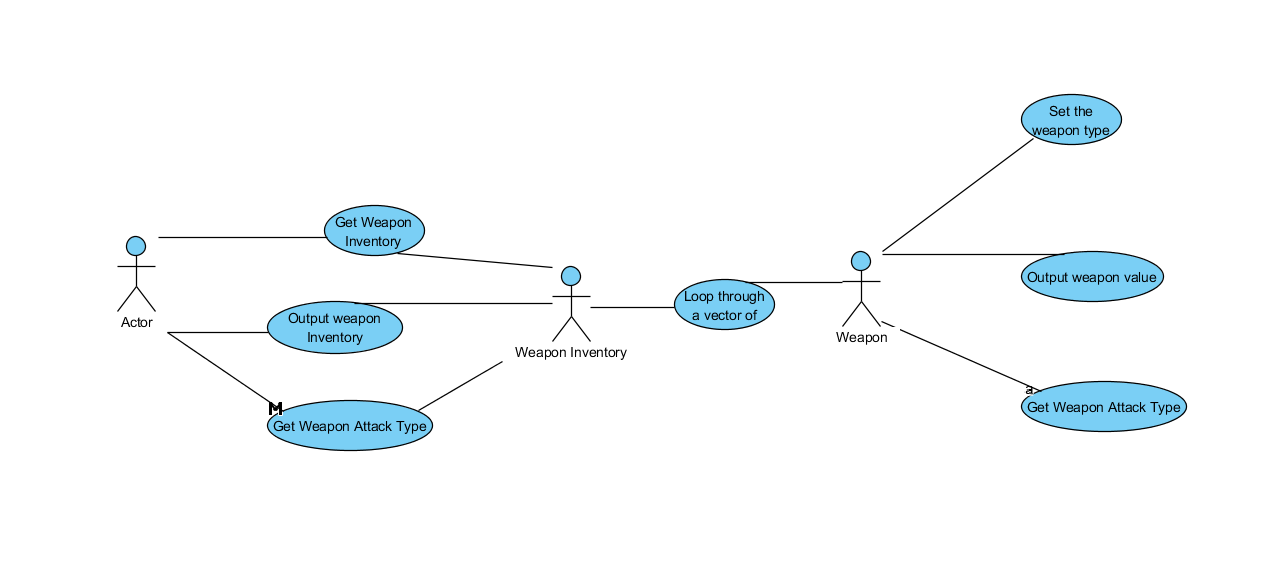 Set the
weapon type
Get Weapon
Inventory
Output weapon value
Loop through
a vector of
Actor
Output weapon
Inventory
Weapon
Weapon Inventory
a
Get Weapon Attack Type
M
Get Weapon Attack Type